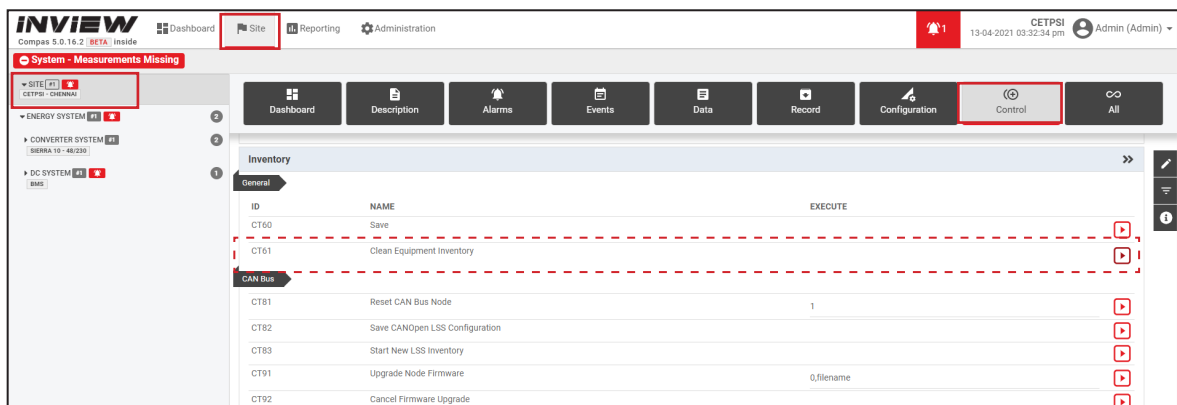 INVIEW
Compas 5.0.16.2 BETA inside
Dashboard
Site
Reporting
Administration
1
CETPSI
13-04-2021 03:32:34 pm
Admin (Admin)
System - Measurements Missing
SITE #1
CETPSI - CHENNAI
ENERGY SYSTEM #1
2
CONVERTER SYSTEM #1
2
SIERRA 10 - 48/230
DC SYSTEM #1
1
BMS
Dashboard
Description
Alarms
Events
Data
Record
Configuration
Control
All
Inventory
General
ID NAME EXECUTE
CT60 Save
CT61 Clean Equipment Inventory
CAN Bus
CT81 Reset CAN Bus Node 1
CT82 Save CANOpen LSS Configuration
CT83 Start New LSS Inventory
CT91 Upgrade Node Firmware 0,filename
CT92 Cancel Firmware Upgrade